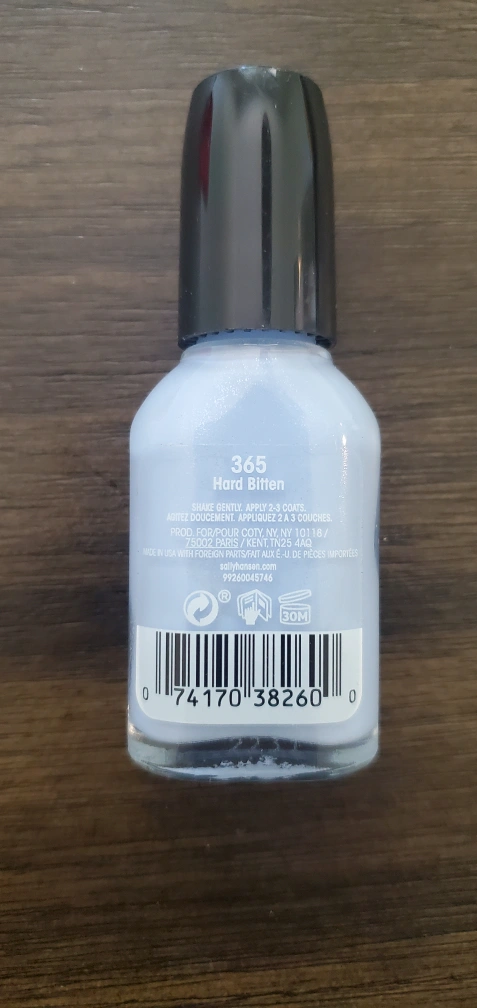 365
Hard Bitten
SHAKE GENTLY. APPLY 2-3 COATS.
AGITEZ DOUCEMENT. APPLIQUEZ 2 À 3 COUCHES.
PROD. FOR/POUR COTY, NY, NY 10118 /
75002 PARIS / KENT, TN25 4AQ
MADE IN USA WITH FOREIGN PARTS/FAIT AUX É.-U. DE PIÈCES IMPORTÉES
sallyhansen.com
99260045746
®
30M
0 74170 38260 0